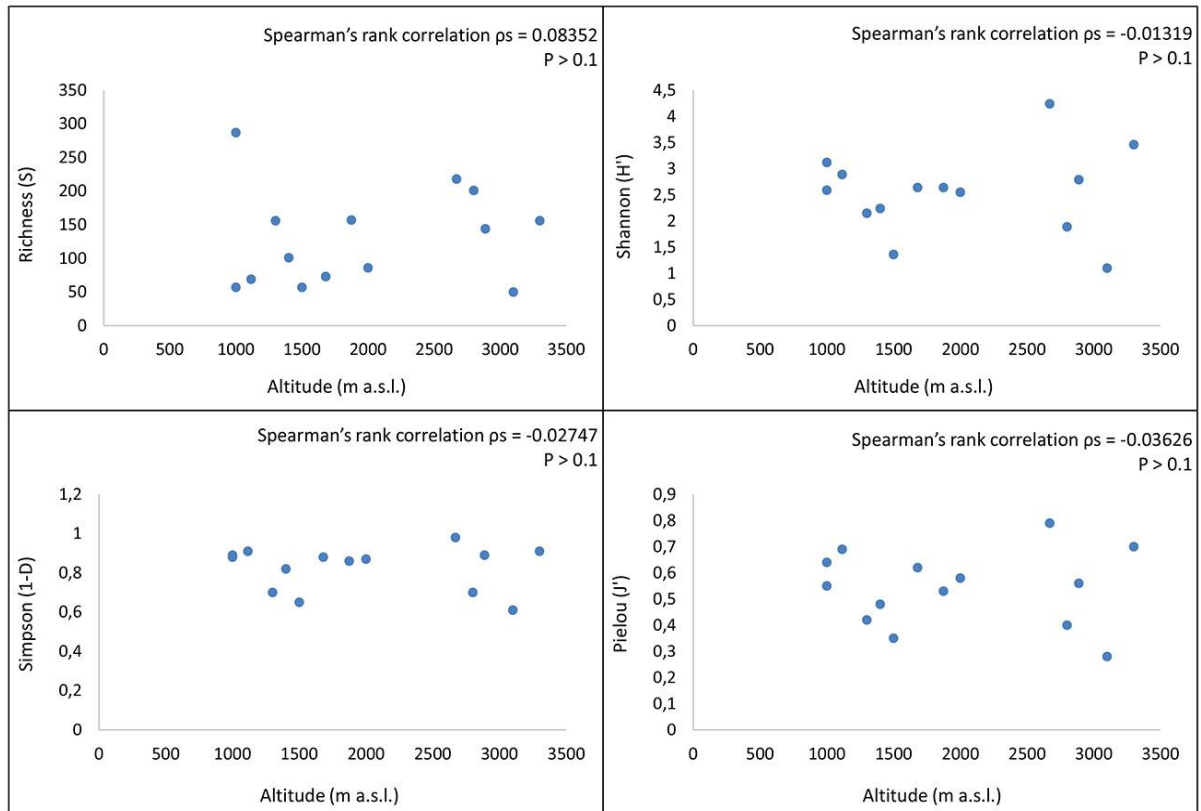 Spearman's rank correlation ρs = 0.08352
P > 0.1
350
300
250
200
150
100
50
0
Richness (S)
0 500 1000 1500 2000 2500 3000 3500
Altitude (m a.s.l.)
Spearman's rank correlation ρs = -0.01319
P > 0.1
4,5
4
3,5
3
2,5
2
1,5
1
0,5
0
Shannon (H')
0 500 1000 1500 2000 2500 3000 3500
Altitude (m a.s.l.)
Spearman's rank correlation ρs = -0.02747
P > 0.1
1,2
1
0,8
0,6
0,4
0,2
0
Simpson (1-D)
0 500 1000 1500 2000 2500 3000 3500
Altitude (m a.s.l.)
Spearman's rank correlation ρs = -0.03626
P > 0.1
0,9
0,8
0,7
0,6
0,5
0,4
0,3
0,2
0,1
0
Pielou (J')
0 500 1000 1500 2000 2500 3000 3500
Altitude (m a.s.l.)